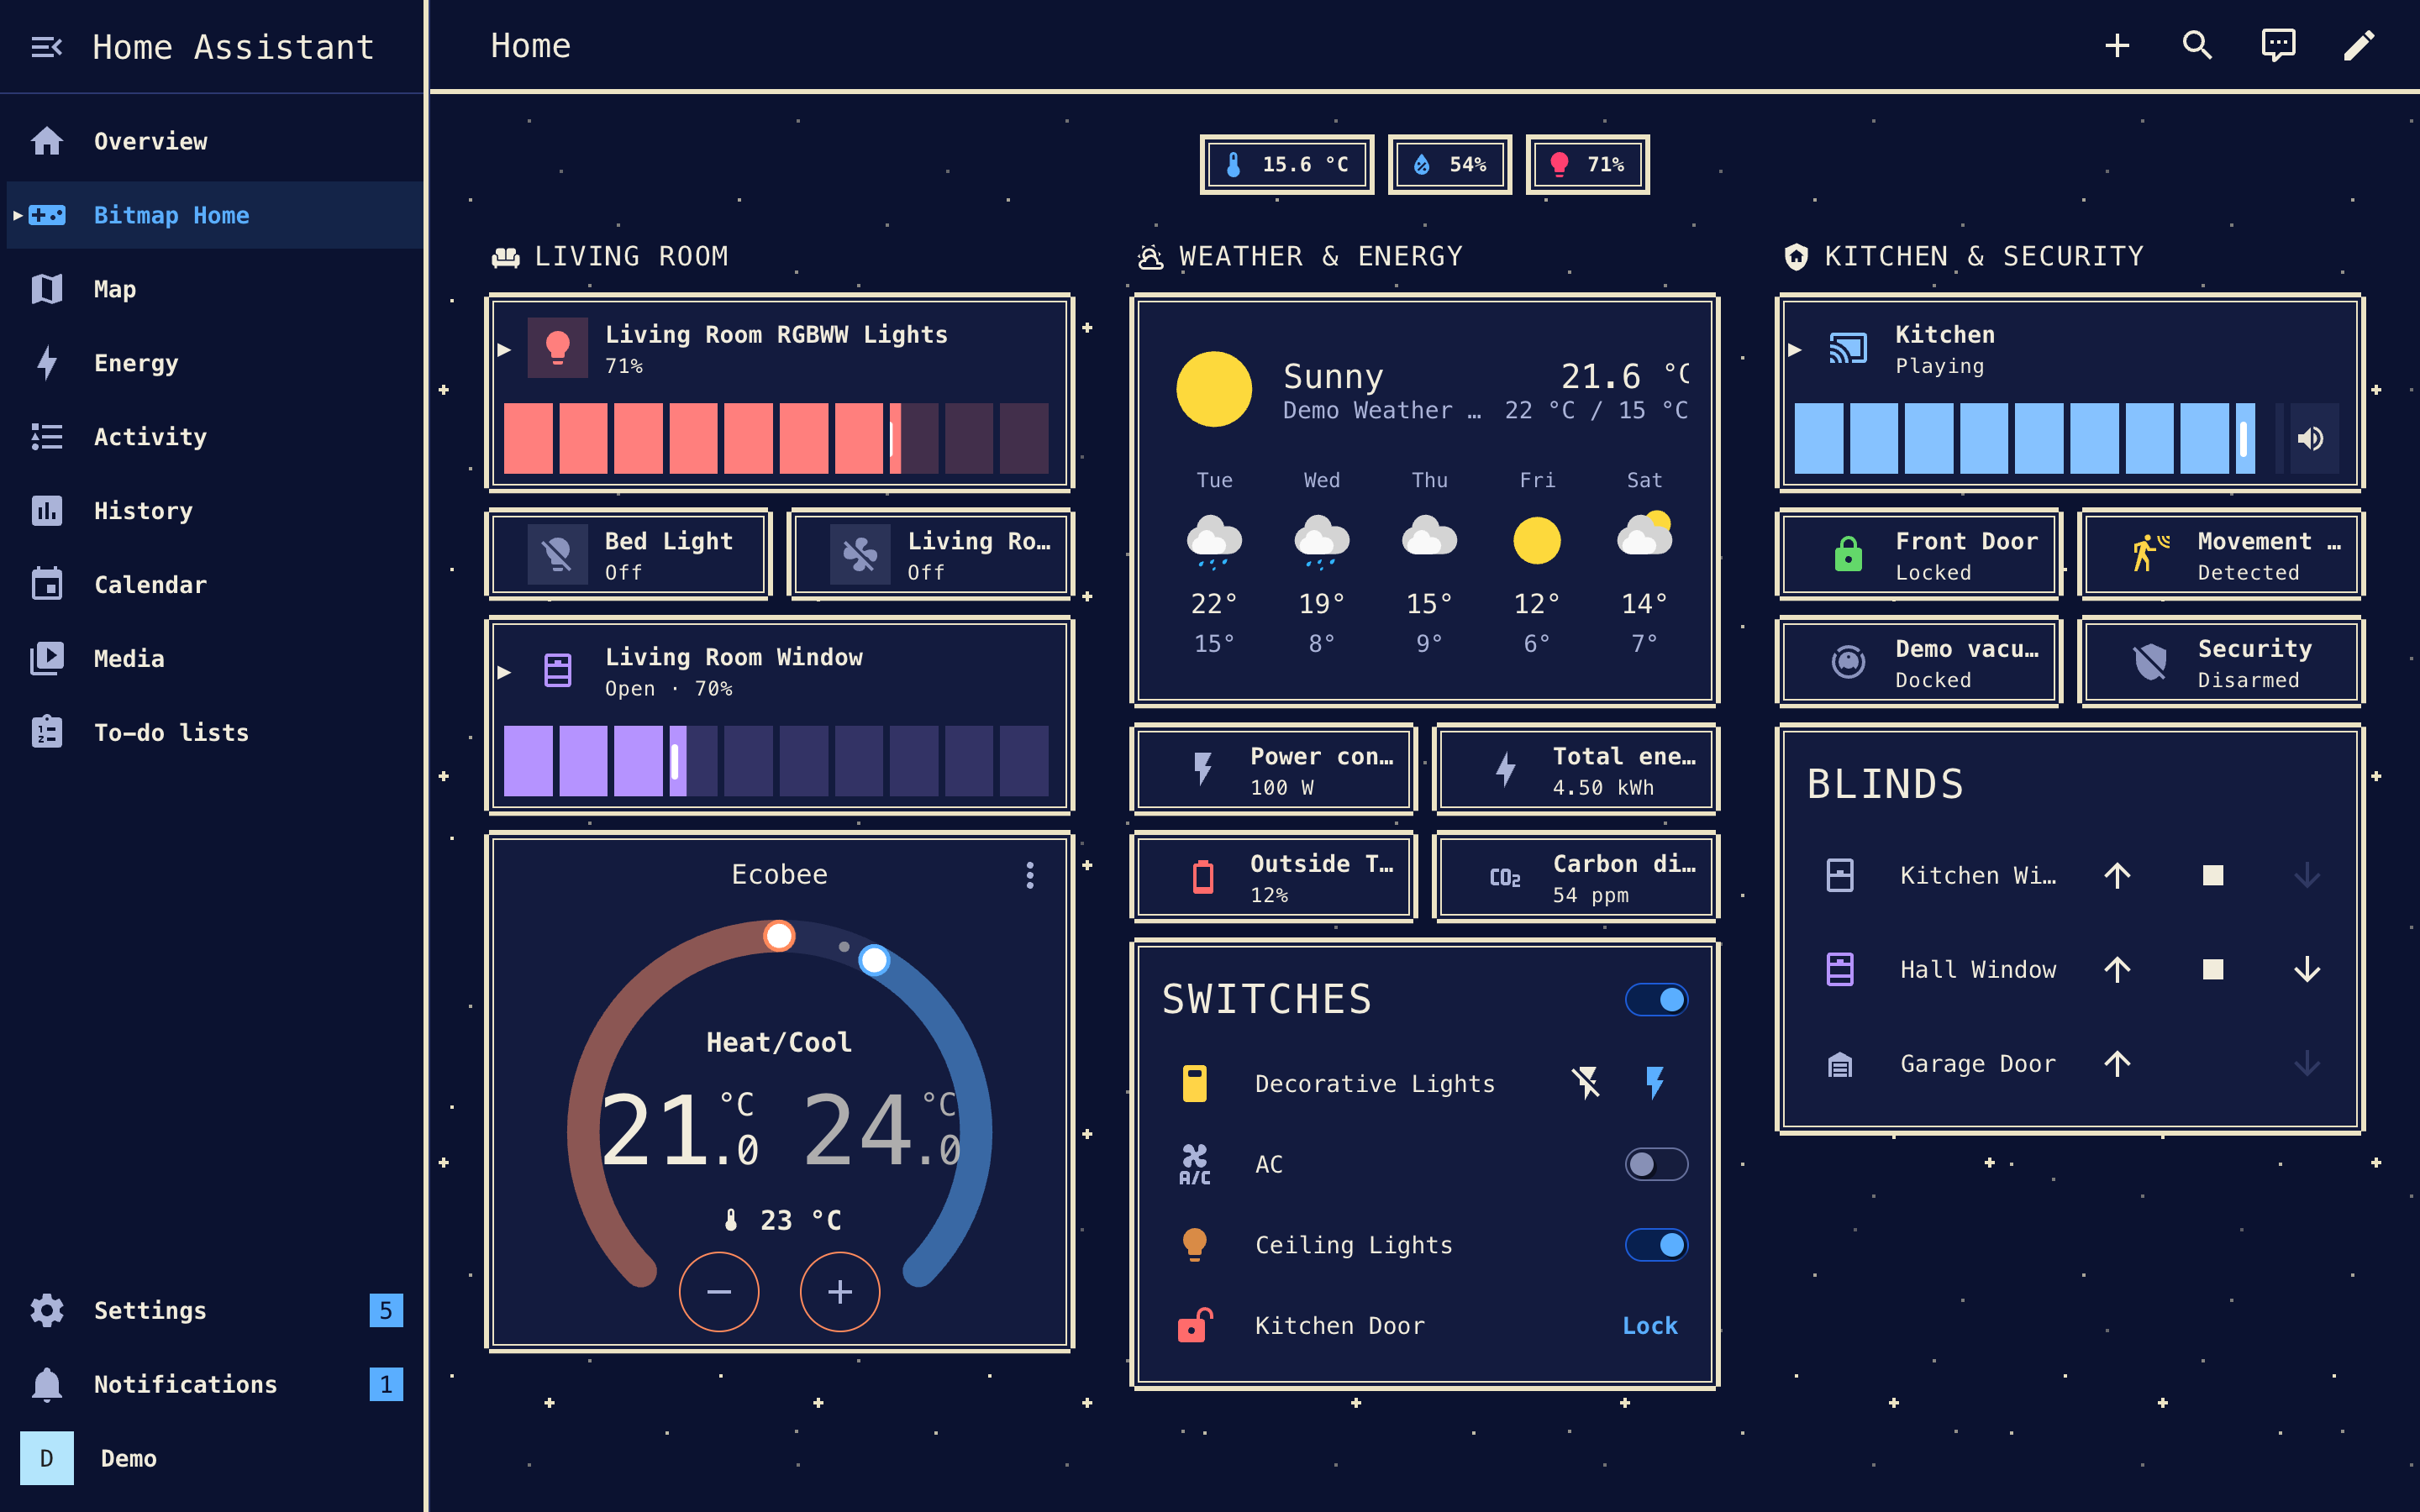 Home Assistant
Overview
Bitmap Home
Map
Energy
Activity
History
Calendar
Media
To-do lists
Settings 5
Notifications 1
D Demo
Home
15.6 °C
54%
71%
LIVING ROOM
Living Room RGBWW Lights
71%
Bed Light
Off
Living Ro…
Off
Living Room Window
Open · 70%
Ecobee
Heat/Cool
21.0 °C 24.0 °C
23 °C
WEATHER & ENERGY
Sunny 21.6 °C
Demo Weather … 22 °C / 15 °C
Tue Wed Thu Fri Sat
22° 19° 15° 12° 14°
15° 8° 9° 6° 7°
Power con…
100 W
Total ene…
4.50 kWh
Outside T…
12%
CO₂
Carbon di…
54 ppm
SWITCHES
Decorative Lights
A/C
AC
Ceiling Lights
Kitchen Door Lock
KITCHEN & SECURITY
Kitchen
Playing
Front Door
Locked
Movement …
Detected
Demo vacu…
Docked
Security
Disarmed
BLINDS
Kitchen Wi…
Hall Window
Garage Door